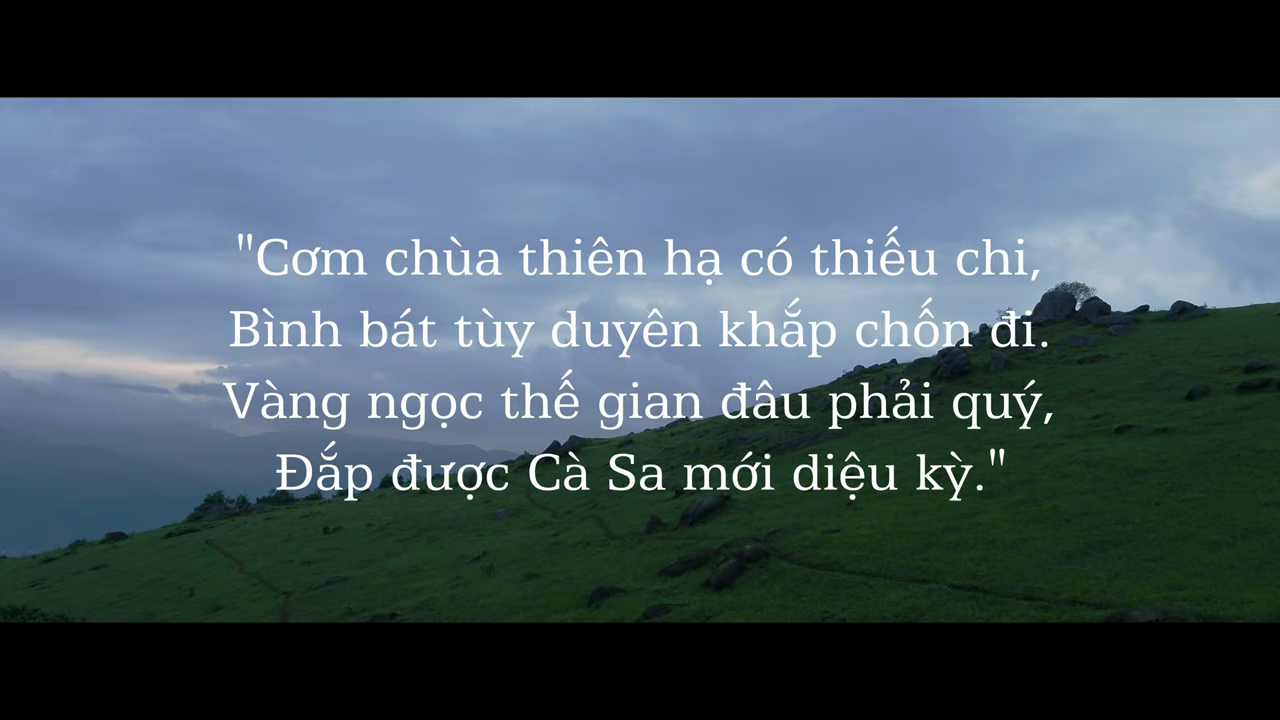 "Cơm chùa thiên hạ có thiếu chi,
Bình bát tùy duyên khắp chốn đi.
Vàng ngọc thế gian đâu phải quý,
Đắp được Cà Sa mới diệu kỳ."